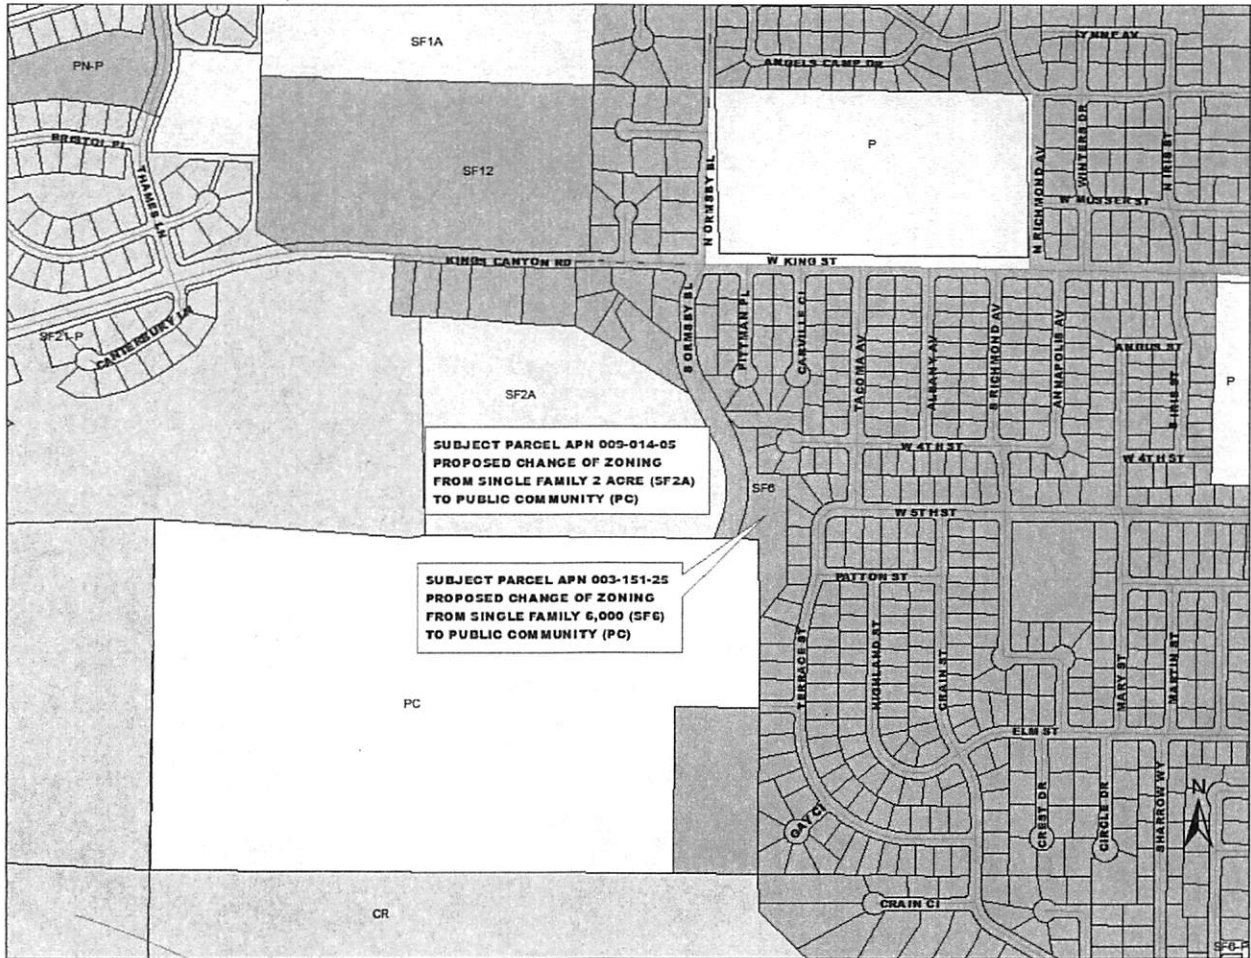 SF1A
LYNNE AV
PN-P
ANGELS CAMP DR
P
BRISTOL PL
SF12
THAMES LN
N ORMSBY BL
N RICHMOND AV
WINTERS DR
N IRIS ST
W MUSSER ST
KINGS CANYON RD
W KING ST
SF21-P
CANTERBURY LN
S ORMSBY BL
PITTMAN PL
CARVILLE CI
TACOMA AV
ALBANY AV
S RICHMOND AV
ANNAPOLIS AV
ANGUS ST
S IRIS ST
P
SF2A
SUBJECT PARCEL APN 009-014-05
PROPOSED CHANGE OF ZONING
FROM SINGLE FAMILY 2 ACRE (SF2A)
TO PUBLIC COMMUNITY (PC)
W 4TH ST
W 4TH ST
SF6
W 5TH ST
SUBJECT PARCEL APN 003-151-25
PROPOSED CHANGE OF ZONING
FROM SINGLE FAMILY 6,000 (SF6)
TO PUBLIC COMMUNITY (PC)
PATTON ST
TERRACE ST
HIGHLAND ST
CRAIN ST
MARY ST
MARTIN ST
PC
ELM ST
GAY CI
CREST DR
CIRCLE DR
SHARROW WY
N
CR
CRAIN CI
SF6-P